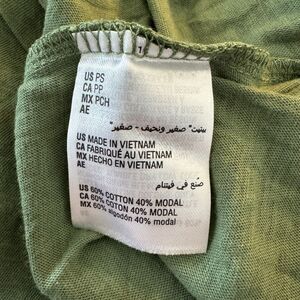 US PS
CA PP
MX PCH
AE
بيتيت" صغير ونحيف - صغير"
US MADE IN VIETNAM
CA FABRIQUÉ AU VIETNAM
MX HECHO EN VIETNAM
AE
صُنع في فيتنام
US 60% COTTON 40% MODAL
CA 60% COTON 40% MODAL
MX 60% algodón 40% modal